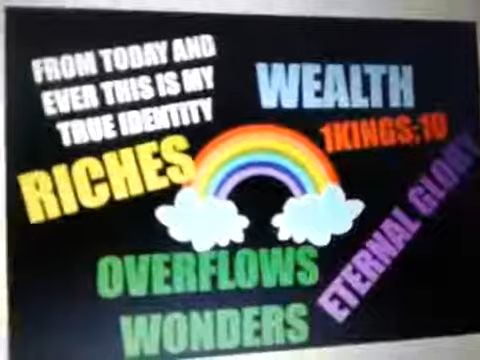 FROM TODAY AND
EVER THIS IS MY
TRUE IDENTITY
WEALTH
1KINGS;10
RICHES
ETERNAL GLORY
OVERFLOWS
WONDERS